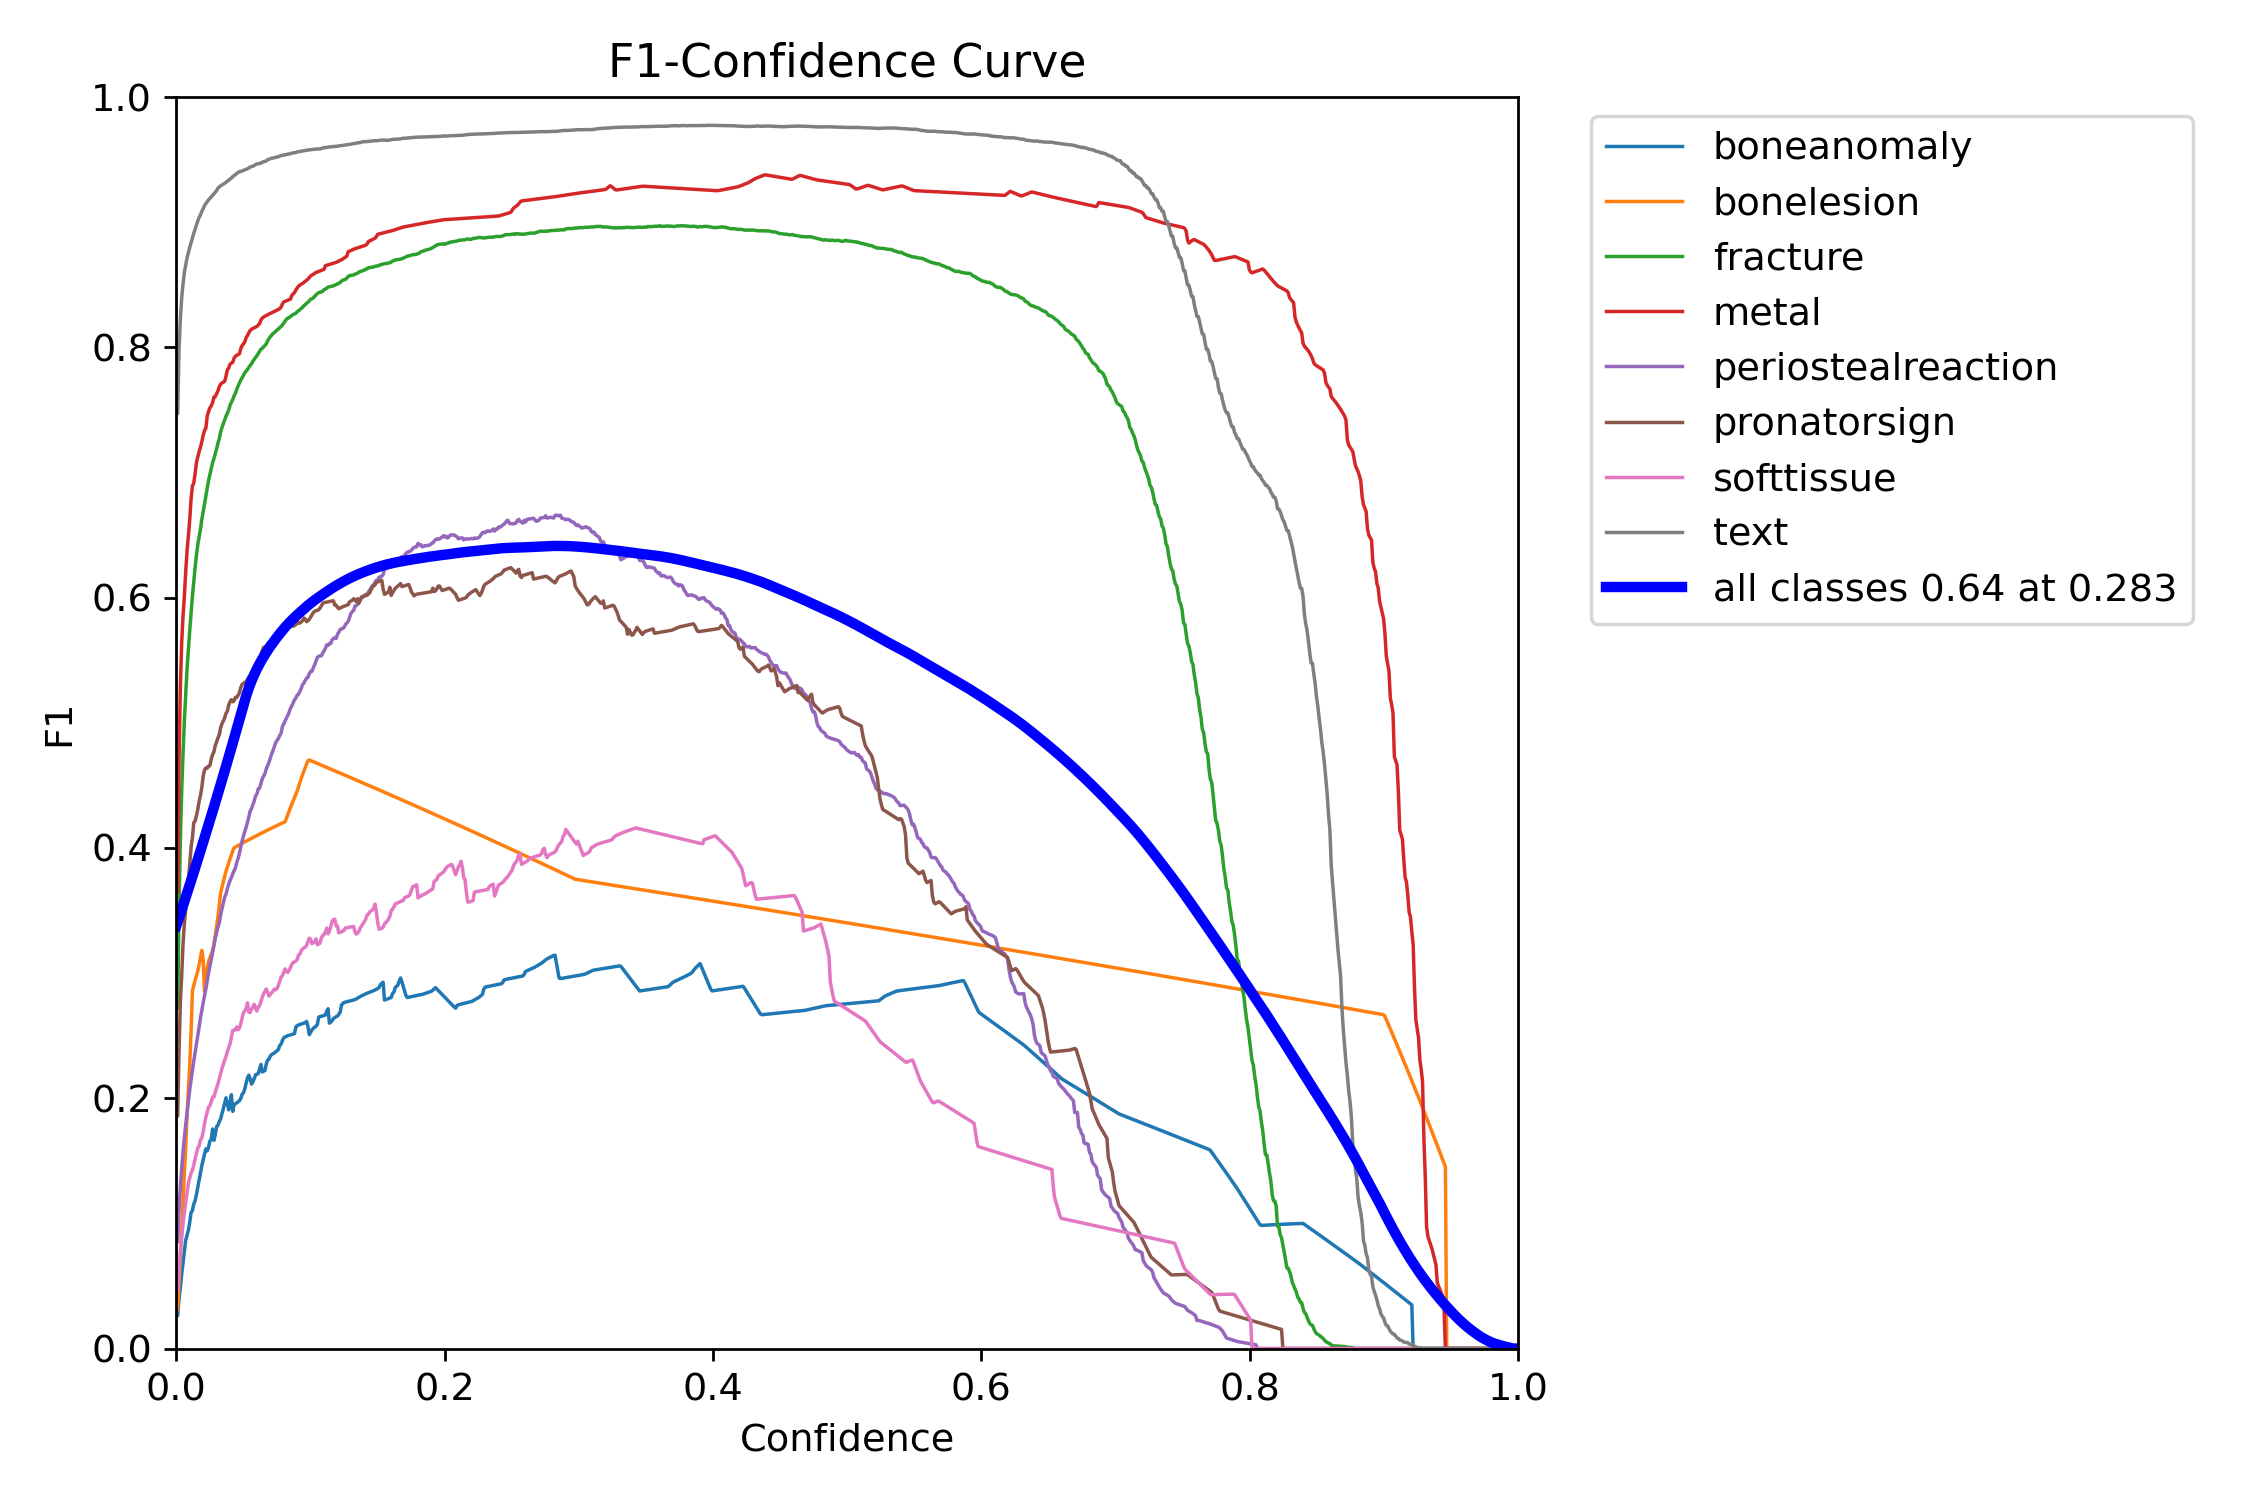 F1-Confidence Curve
1.0
0.8
0.6
0.4
0.2
0.0
F1
0.0
0.2
0.4
0.6
0.8
1.0
Confidence
boneanomaly
bonelesion
fracture
metal
periostealreaction
pronatorsign
softtissue
text
all classes 0.64 at 0.283